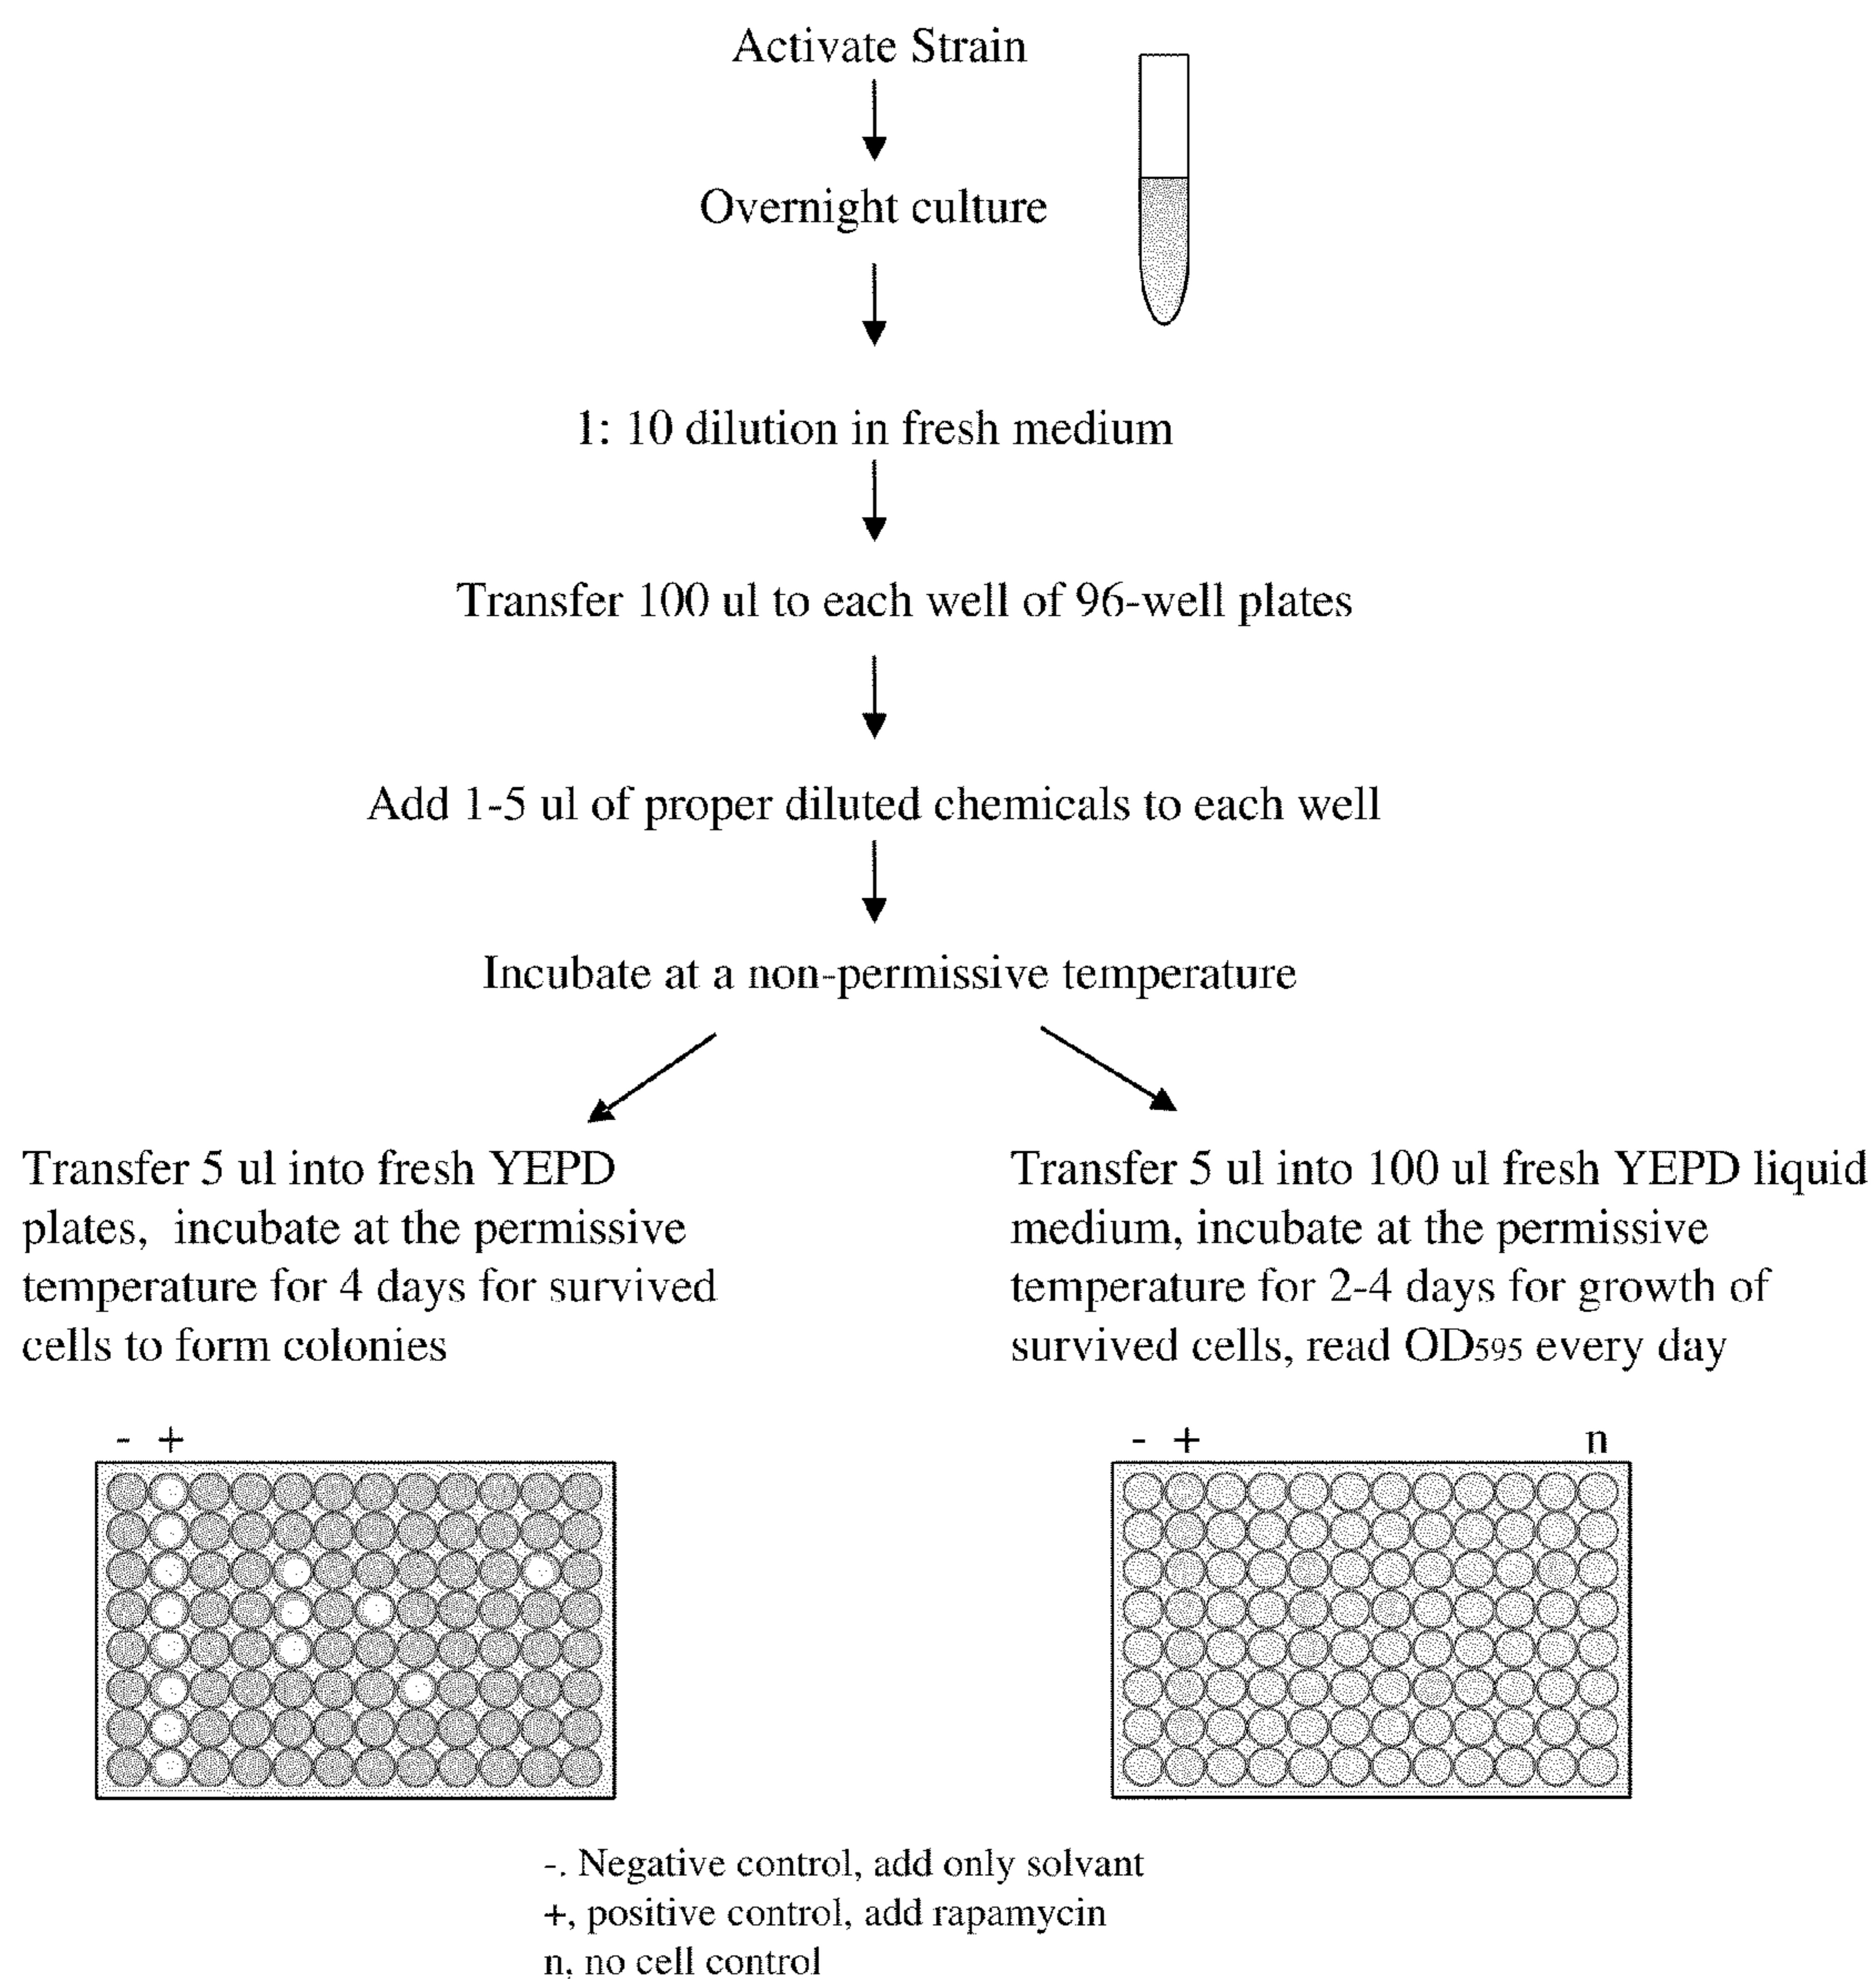 Activate Strain
Overnight culture
1: 10 dilution in fresh medium
Transfer 100 ul to each well of 96-well plates
Add 1-5 ul of proper diluted chemicals to each well
Incubate at a non-permissive temperature
Transfer 5 ul into fresh YEPD
plates, incubate at the permissive
temperature for 4 days for survived
cells to form colonies
Transfer 5 ul into 100 ul fresh YEPD liquid
medium, incubate at the permissive
temperature for 2-4 days for growth of
survived cells, read OD595 every day
- +
- + n
-. Negative control, add only solvant
+, positive control, add rapamycin
n, no cell control